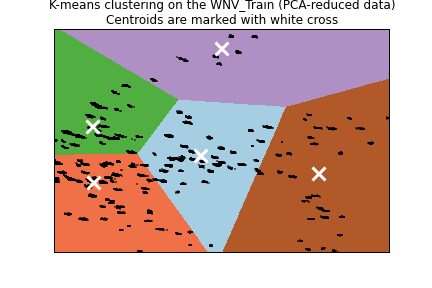 K-means clustering on the WNV_Train (PCA-reduced data)
Centroids are marked with white cross